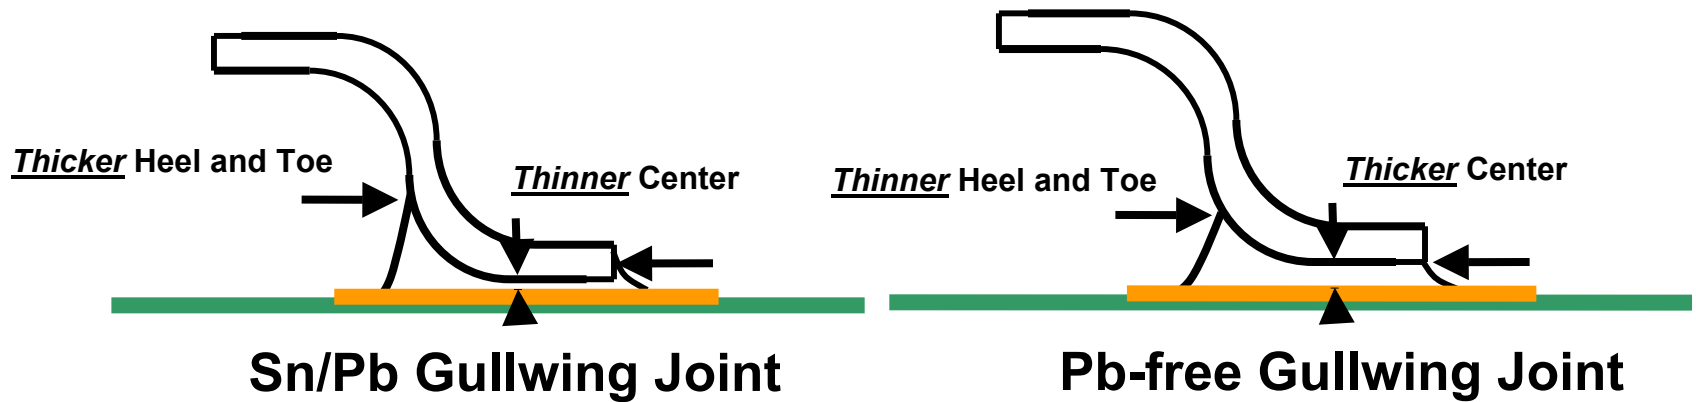 Thicker Heel and Toe
Thinner Center
Sn/Pb Gullwing Joint
Thinner Heel and Toe
Thicker Center
Pb-free Gullwing Joint